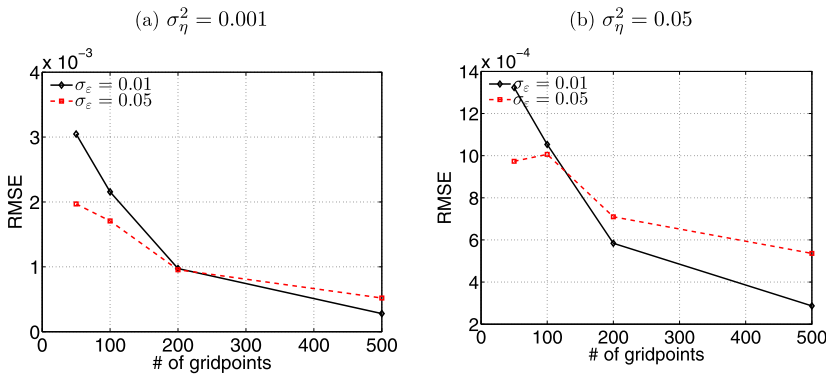 (a) σ²_η = 0.001
x 10⁻³
4
3
2
1
0
RMSE
σ_ε = 0.01
σ_ε = 0.05
0 100 200 300 400 500
# of gridpoints
(b) σ²_η = 0.05
x 10⁻⁴
14
12
10
8
6
4
2
RMSE
σ_ε = 0.01
σ_ε = 0.05
0 100 200 300 400 500
# of gridpoints